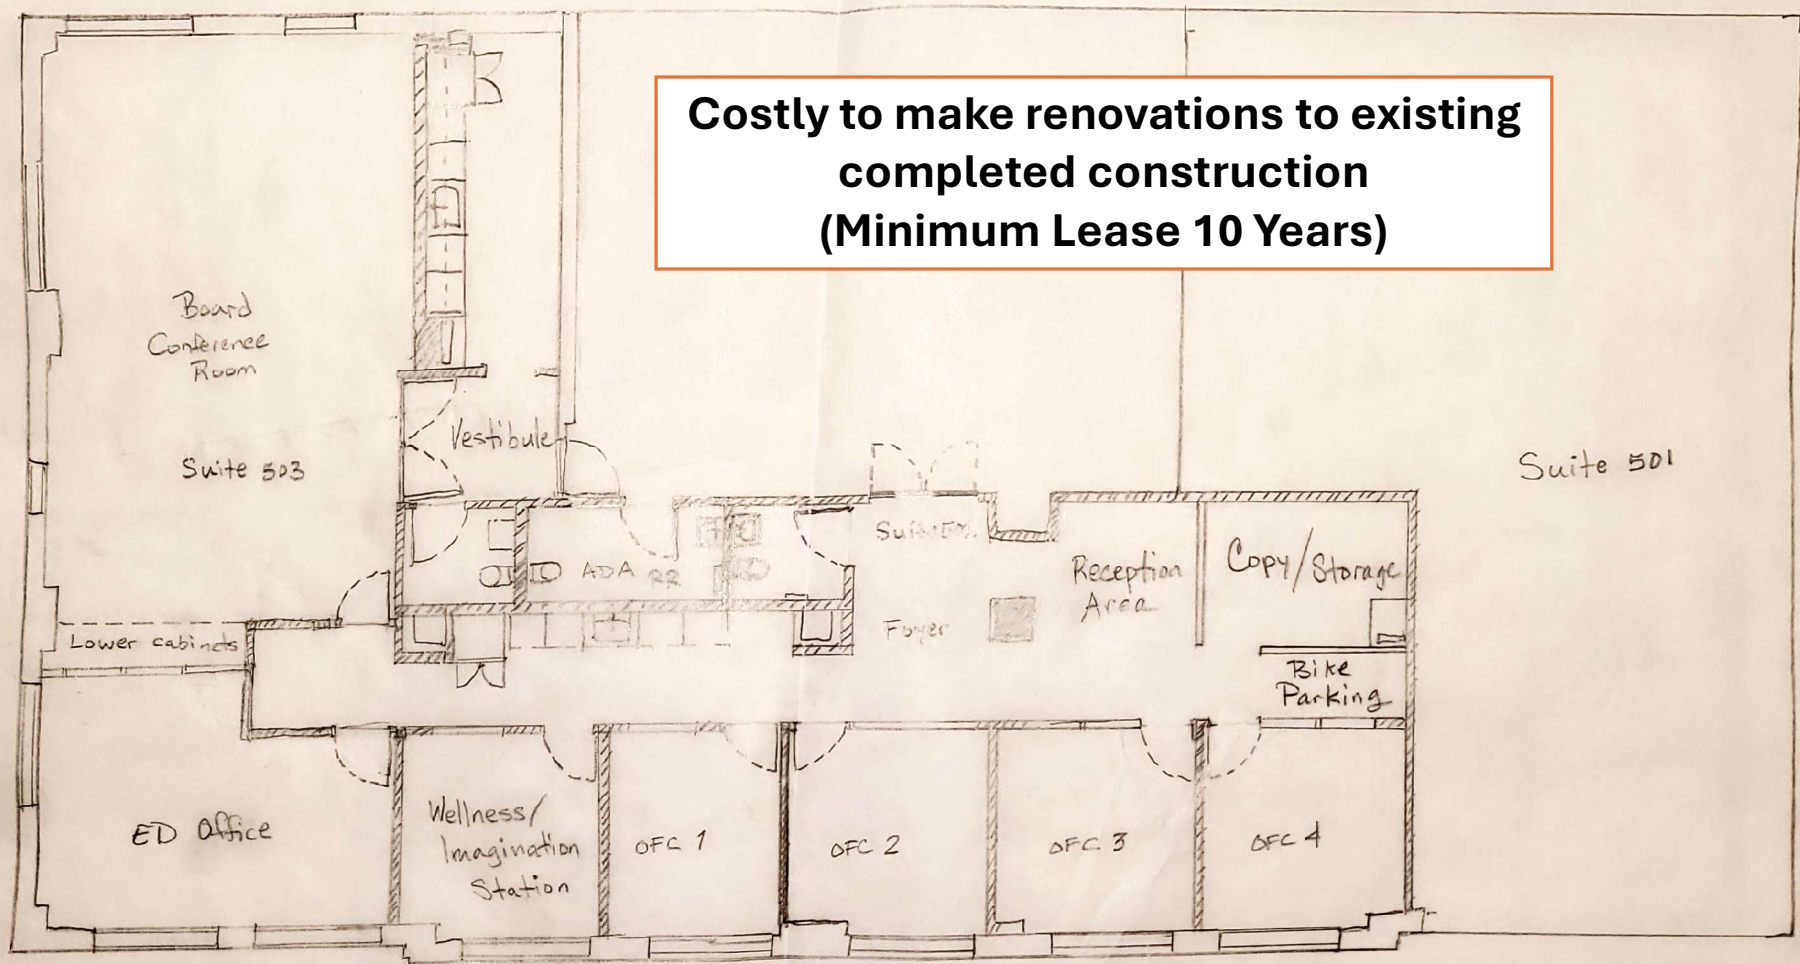 Costly to make renovations to existing
completed construction
(Minimum Lease 10 Years)
Board
Conference
Room
Suite 503
Vestibule
Suite 501
ADA RR
Foyer
Reception
Area
Copy/Storage
Lower cabinets
Bike
Parking
ED Office
Wellness/
Imagination
Station
OFC 1
OFC 2
OFC 3
OFC 4